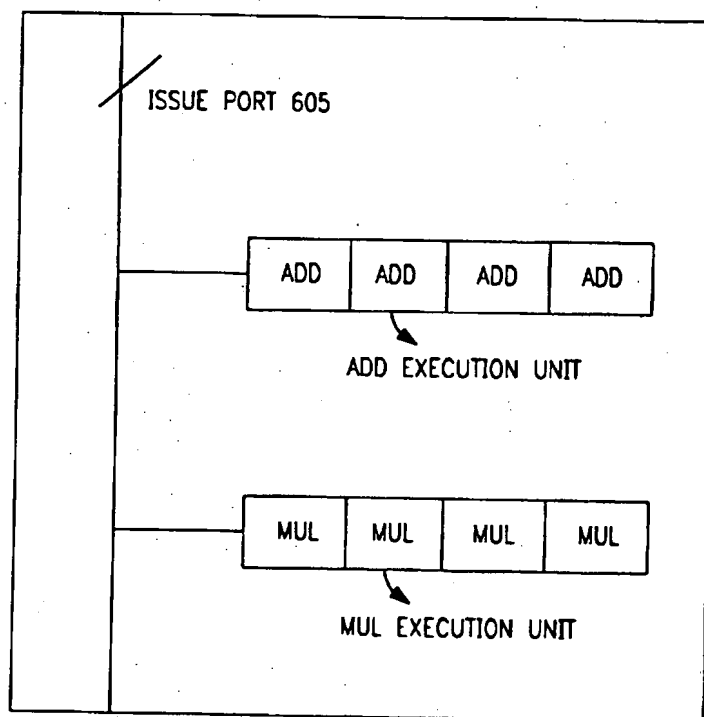 ISSUE PORT 605
ADD ADD ADD ADD
ADD EXECUTION UNIT
MUL MUL MUL MUL
MUL EXECUTION UNIT